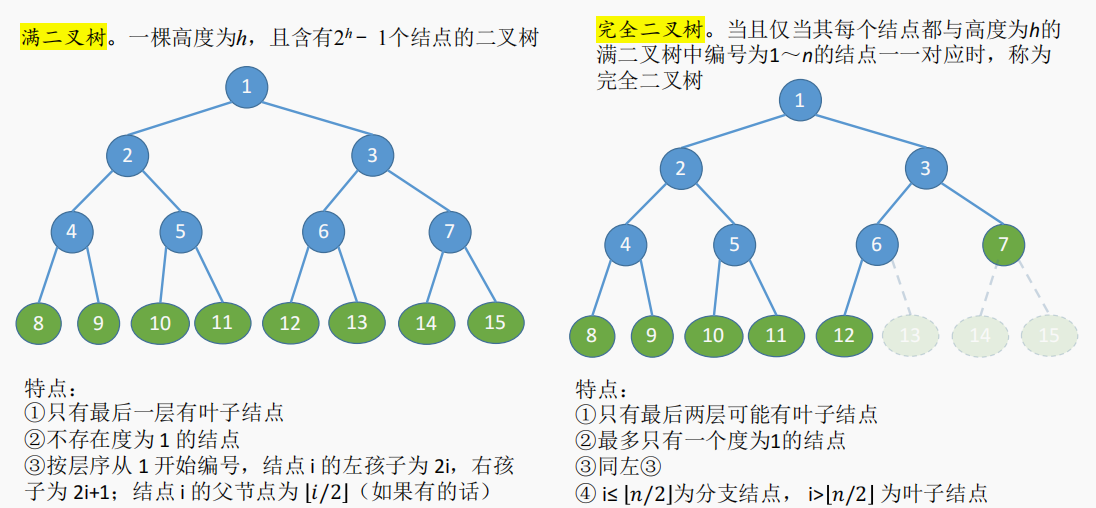 满二叉树。一棵高度为h，且含有2ʰ − 1个结点的二叉树
1
2
3
4
5
6
7
8
9
10
11
12
13
14
15
特点：
①只有最后一层有叶子结点
②不存在度为 1 的结点
③按层序从 1 开始编号，结点 i 的左孩子为 2i，右孩
子为 2i+1；结点 i 的父节点为 ⌊i/2⌋（如果有的话）
完全二叉树。当且仅当其每个结点都与高度为h的
满二叉树中编号为1～n的结点一一对应时，称为
完全二叉树
1
2
3
4
5
6
7
8
9
10
11
12
13
14
15
特点：
①只有最后两层可能有叶子结点
②最多只有一个度为1的结点
③同左③
④ i≤ ⌊n/2⌋为分支结点， i>⌊n/2⌋ 为叶子结点